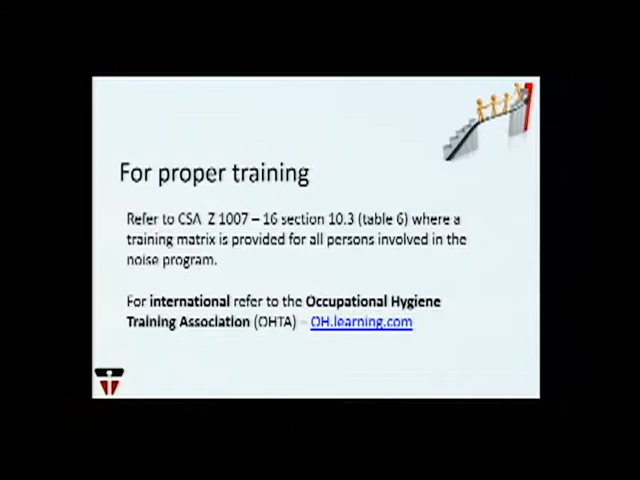 For proper training
Refer to CSA Z 1007 – 16 section 10.3 (table 6) where a
training matrix is provided for all persons involved in the
noise program.
For international refer to the Occupational Hygiene
Training Association (OHTA) – OH.learning.com